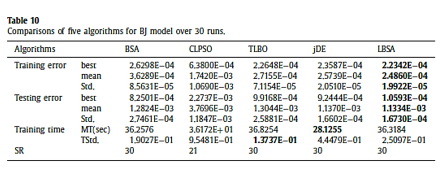 Table 10
Comparisons of five algorithms for BJ model over 30 runs.
Algorithms BSA CLPSO TLBO jDE LBSA
Training error best 2.6298E−04 6.3800E−04 2.2648E−04 2.3587E−04 2.2342E−04
mean 3.6289E−04 1.7420E−03 2.7155E−04 2.5739E−04 2.4860E−04
Std. 8.5631E−05 1.0690E−03 7.1154E−05 2.0510E−05 1.9922E−05
Testing error best 8.2501E−04 2.2737E−03 9.9168E−04 9.2444E−04 1.0593E−04
mean 1.2824E−03 3.7696E−03 1.3044E−03 1.1370E−03 1.1334E−03
Std. 2.7461E−04 1.1847E−03 2.5881E−04 1.6602E−04 1.6730E−04
Training time MT(sec) 36.2576 3.6172E+01 36.8254 28.1255 36.3184
TStd. 1.9027E−01 9.5481E−01 1.3737E−01 4.4479E−01 2.5097E−01
SR 30 21 30 30 30